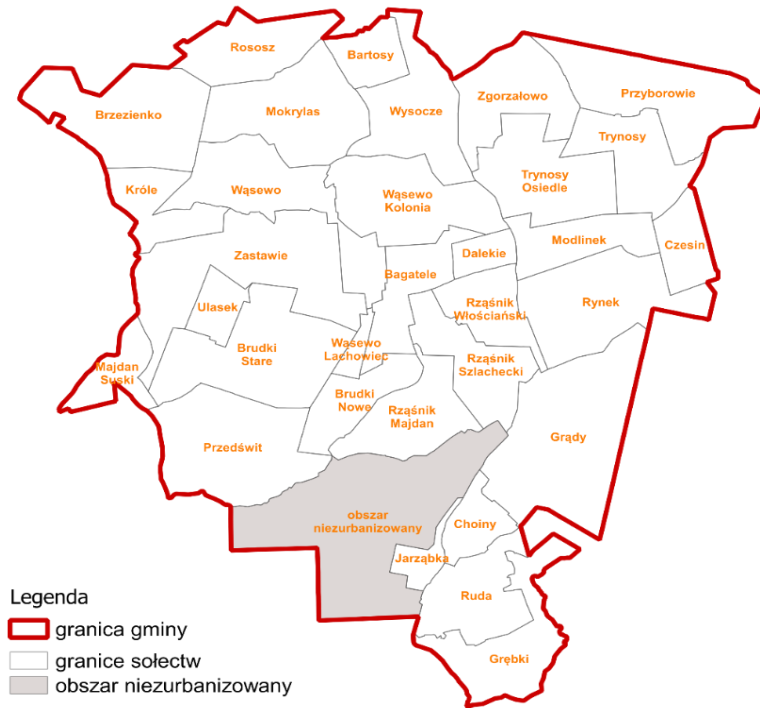 Rososz
Bartosy
Brzezienko
Mokrylas
Wysocze
Zgorzałowo
Przyborowie
Trynosy
Króle
Wąsewo
Wąsewo
Kolonia
Trynosy
Osiedle
Zastawie
Bagatele
Dalekie
Modlinek
Czesin
Ulasek
Rząśnik
Włościański
Rynek
Brudki
Stare
Wąsewo
Lachowiec
Rząśnik
Szlachecki
Majdan
Suski
Brudki
Nowe
Rząśnik
Majdan
Grądy
Przedświt
obszar
niezurbanizowany
Choiny
Jarząbka
Ruda
Grębki
Legenda
granica gminy
granice sołectw
obszar niezurbanizowany